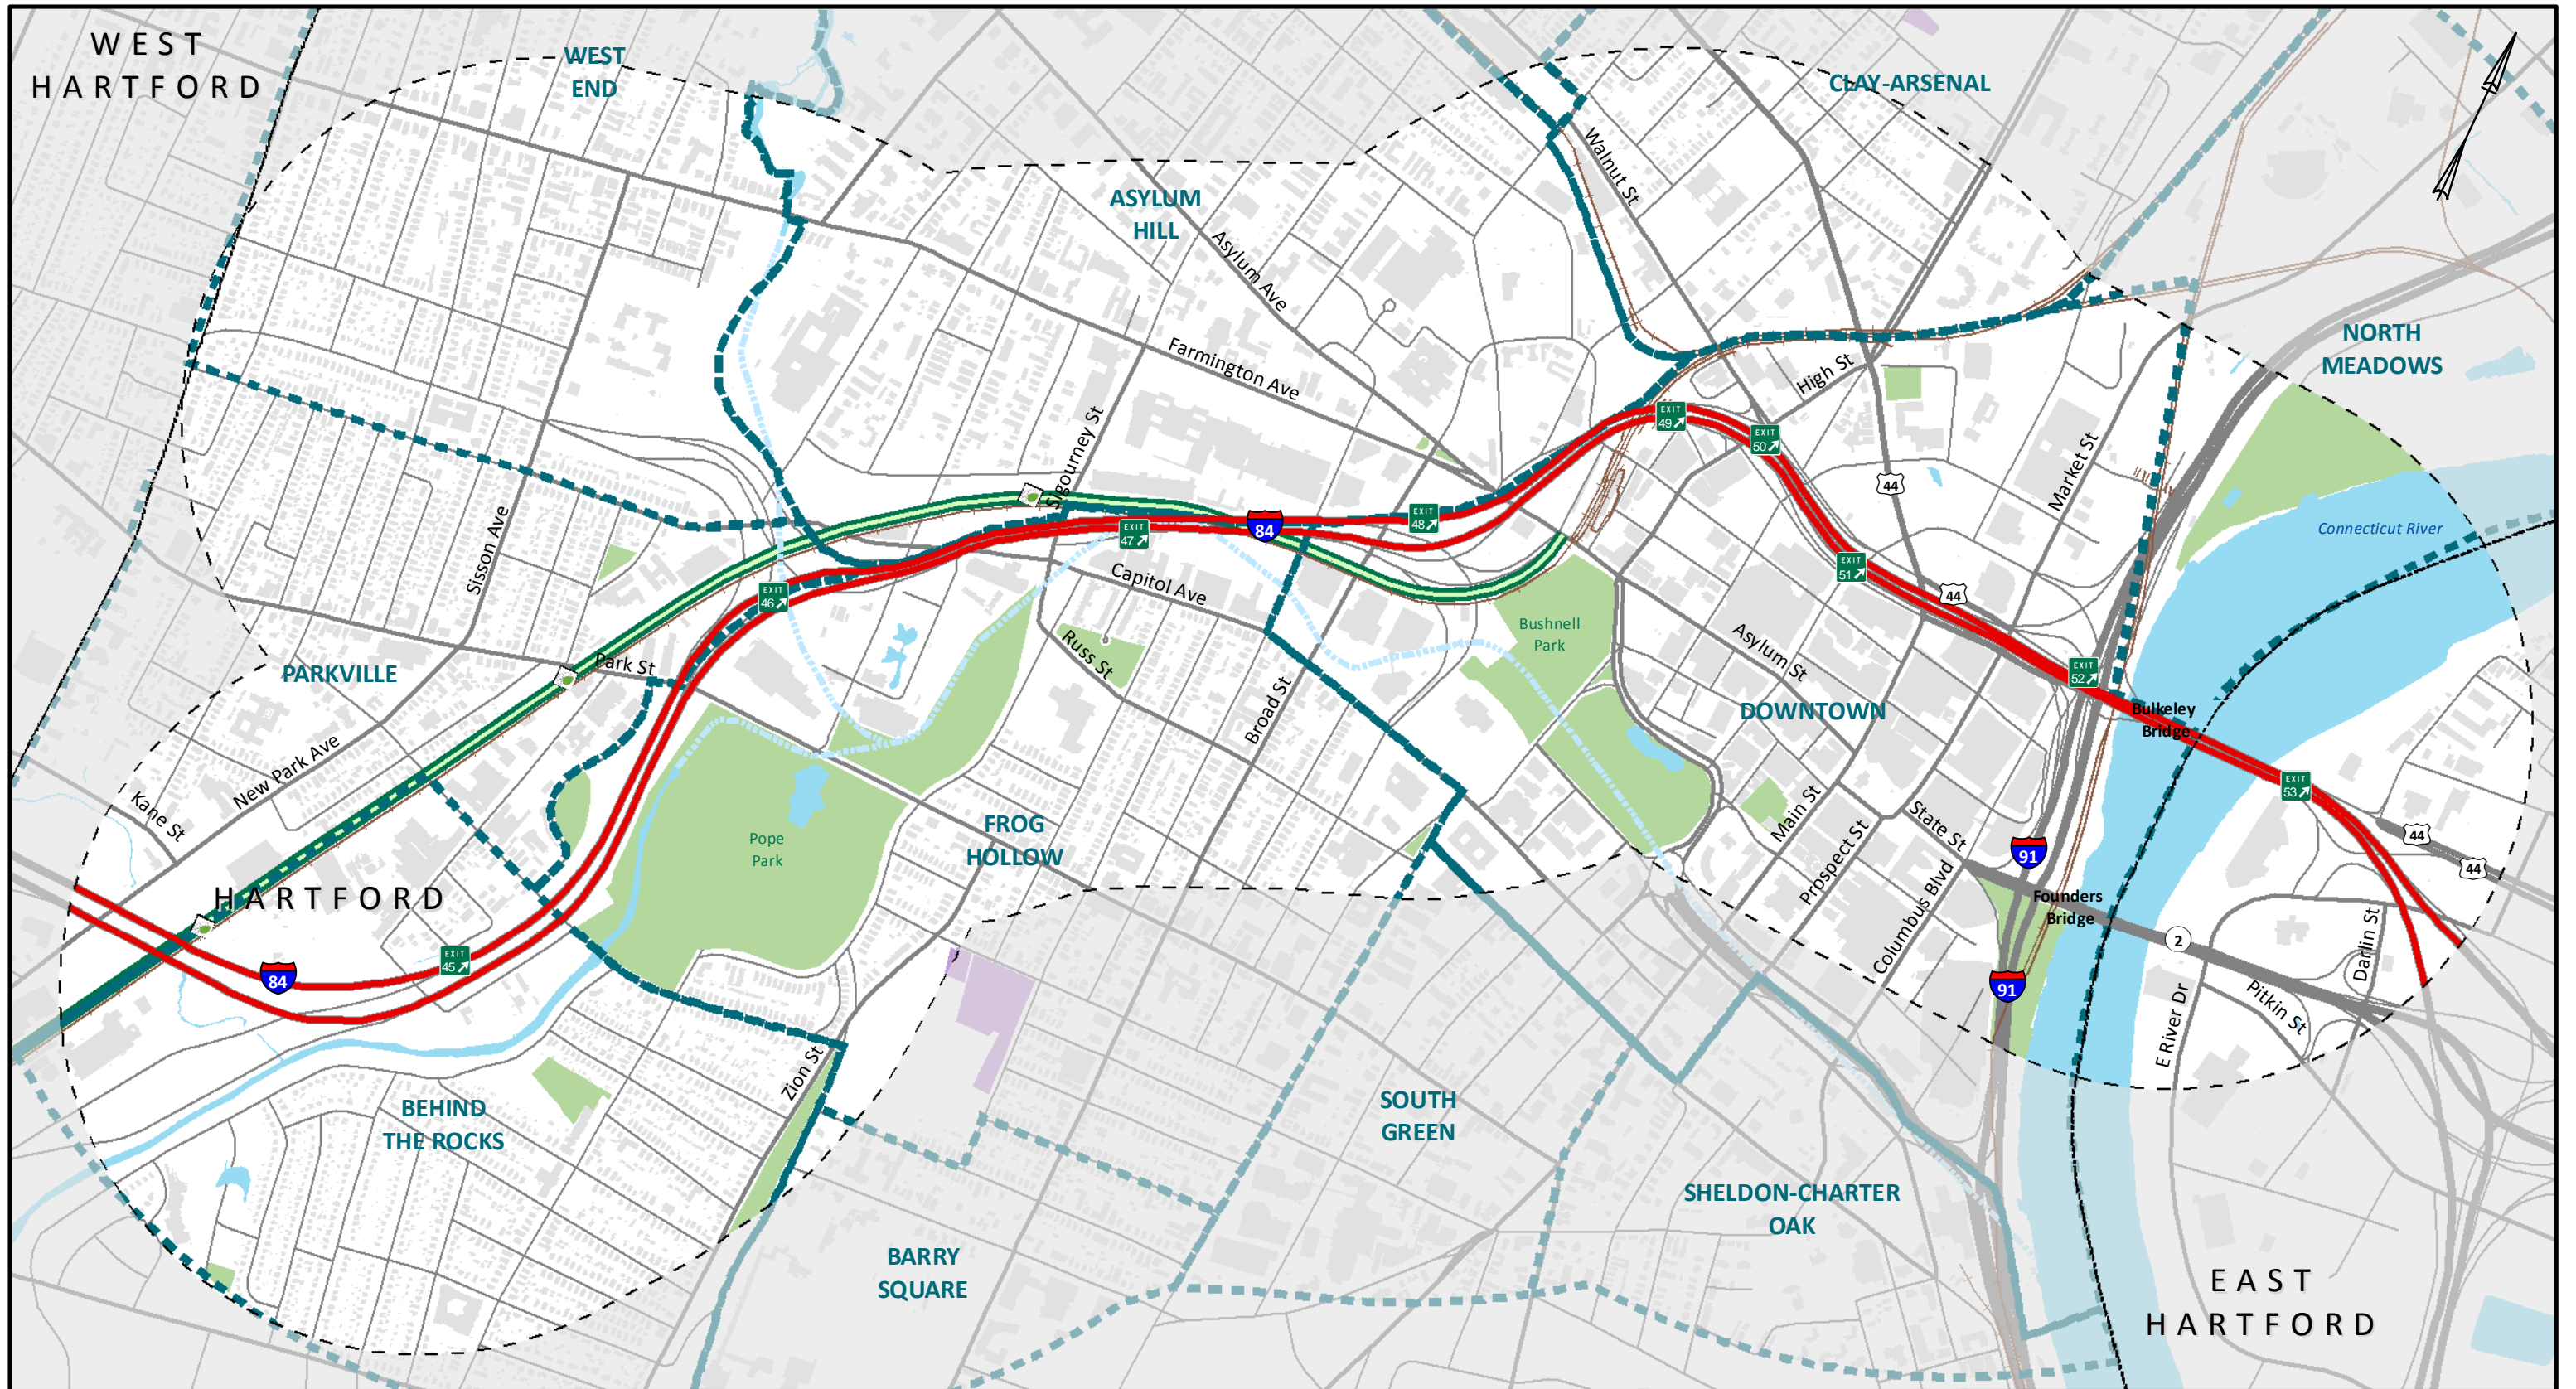 WEST
HARTFORD
WEST
END
CLAY-ARSENAL
Walnut St
ASYLUM
HILL
Asylum Ave
NORTH
MEADOWS
Farmington Ave
High St
EXIT
49
EXIT
50
Sigourney St
Market St
44
Connecticut River
Sisson Ave
EXIT
48
84
EXIT
47
EXIT
46
Capitol Ave
EXIT
51
44
Bushnell
Park
Russ St
Asylum St
Park St
PARKVILLE
EXIT
52
Broad St
DOWNTOWN
Bulkeley
Bridge
New Park Ave
Kane St
EXIT
53
Main St
State St
44
44
Pope
Park
FROG
HOLLOW
Prospect St
91
Columbus Blvd
HARTFORD
Founders
Bridge
2
Darlin St
EXIT
45
84
91
E River Dr
Pitkin St
Zion St
BEHIND
THE ROCKS
SOUTH
GREEN
SHELDON-CHARTER
OAK
BARRY
SQUARE
EAST
HARTFORD